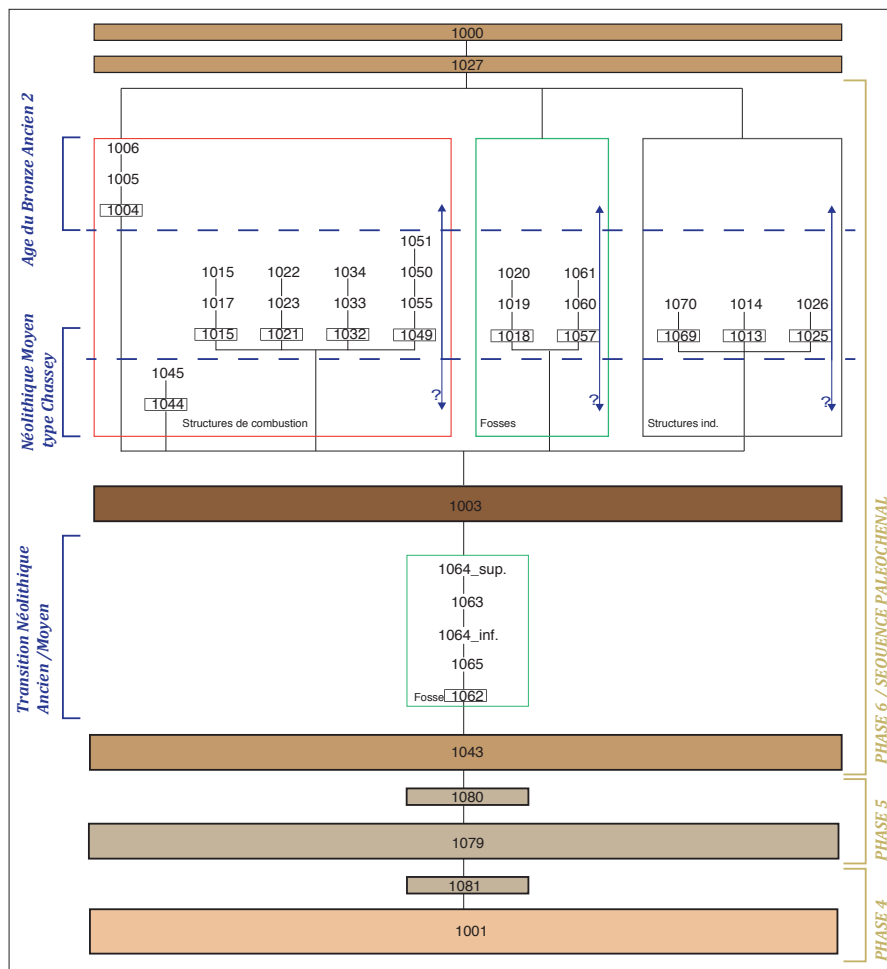 1000
1027
Age du Bronze Ancien 2
1006
1005
1004
1051
1015 1022 1034 1050 1020 1061
1017 1023 1033 1055 1019 1060 1070 1014 1026
1015 1021 1032 1049 1018 1057 1069 1013 1025
Néolithique Moyen
type Chassey
1045
1044
? ? ?
Structures de combustion Fosses Structures ind.
1003
Transition Néolithique
Ancien /Moyen
1064_sup.
1063
1064_inf.
1065
Fosse 1062
1043
PHASE 6 / SEQUENCE PALEOCHENAL
1080
1079
PHASE 5
1081
1001
PHASE 4